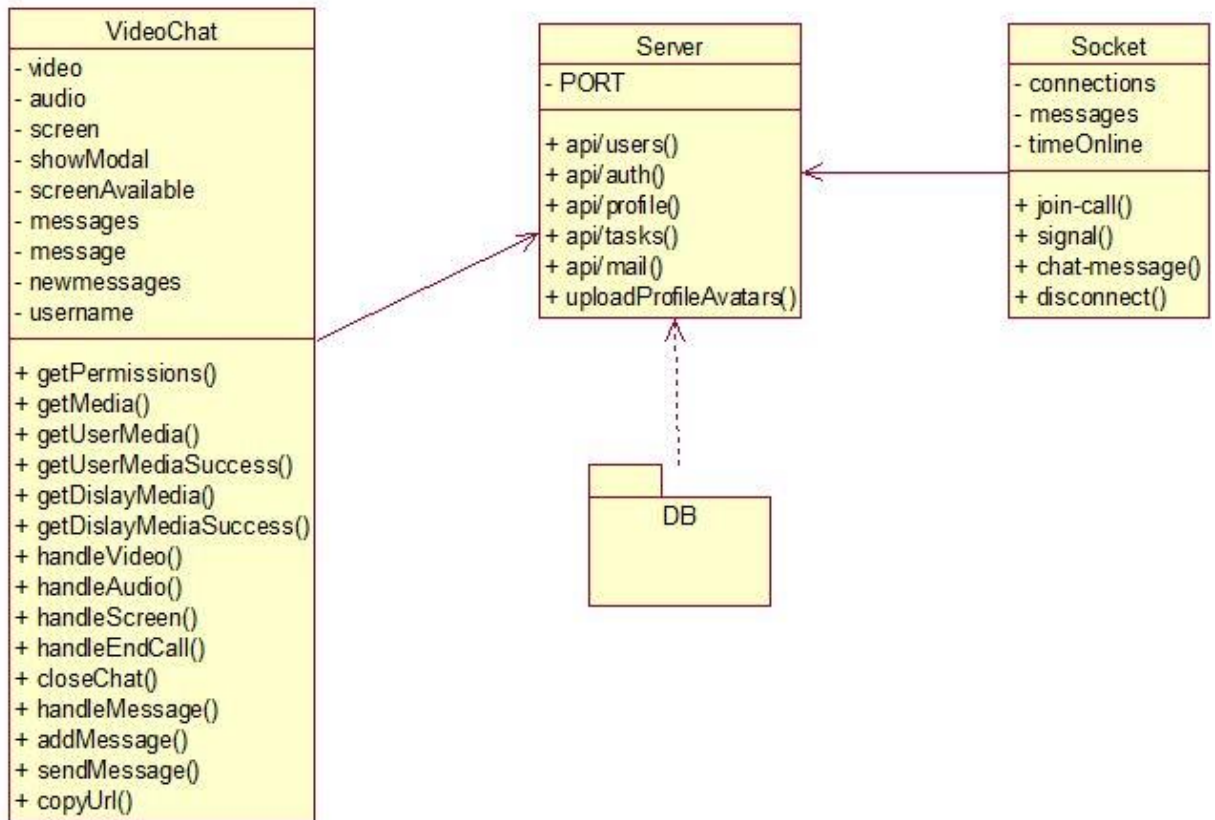 VideoChat
- video
- audio
- screen
- showModal
- screenAvailable
- messages
- message
- newmessages
- username
+ getPermissions()
+ getMedia()
+ getUserMedia()
+ getUserMediaSuccess()
+ getDislayMedia()
+ getDislayMediaSuccess()
+ handleVideo()
+ handleAudio()
+ handleScreen()
+ handleEndCall()
+ closeChat()
+ handleMessage()
+ addMessage()
+ sendMessage()
+ copyUrl()
Server
- PORT
+ api/users()
+ api/auth()
+ api/profile()
+ api/tasks()
+ api/mail()
+ uploadProfileAvatars()
Socket
- connections
- messages
- timeOnline
+ join-call()
+ signal()
+ chat-message()
+ disconnect()
DB